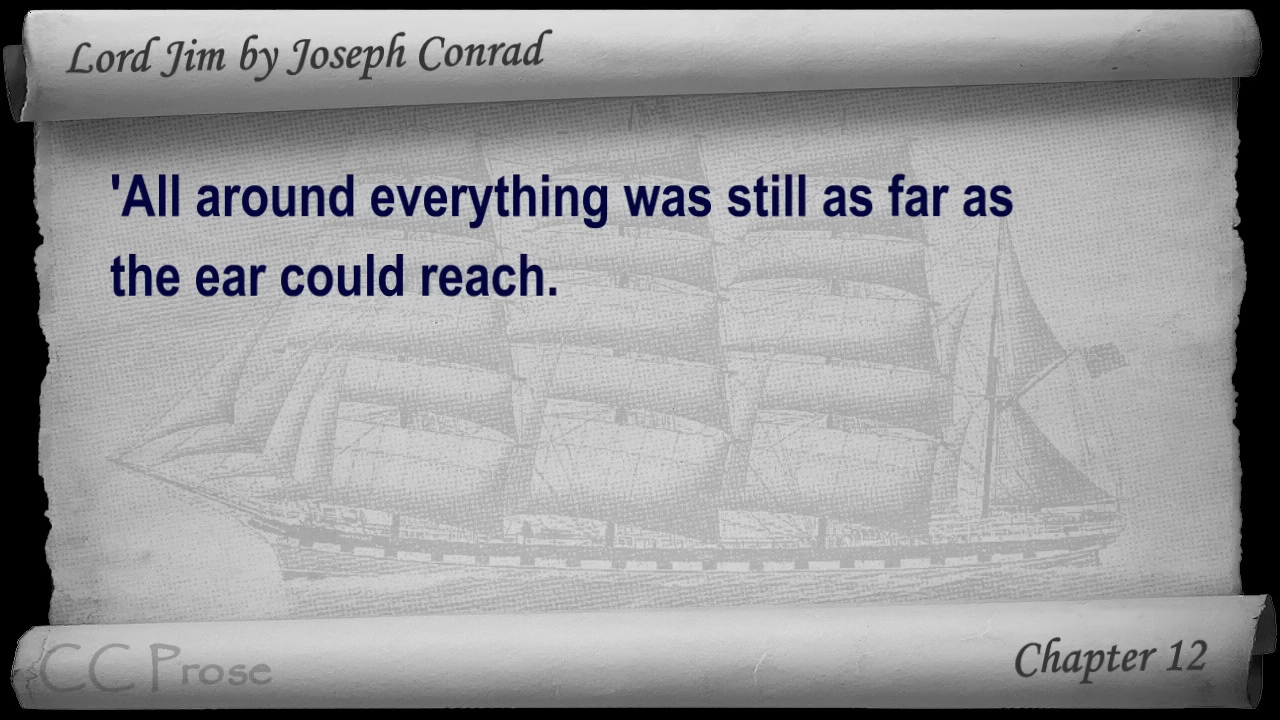 Lord Jim by Joseph Conrad
'All around everything was still as far as
the ear could reach.
CC Prose
Chapter 12